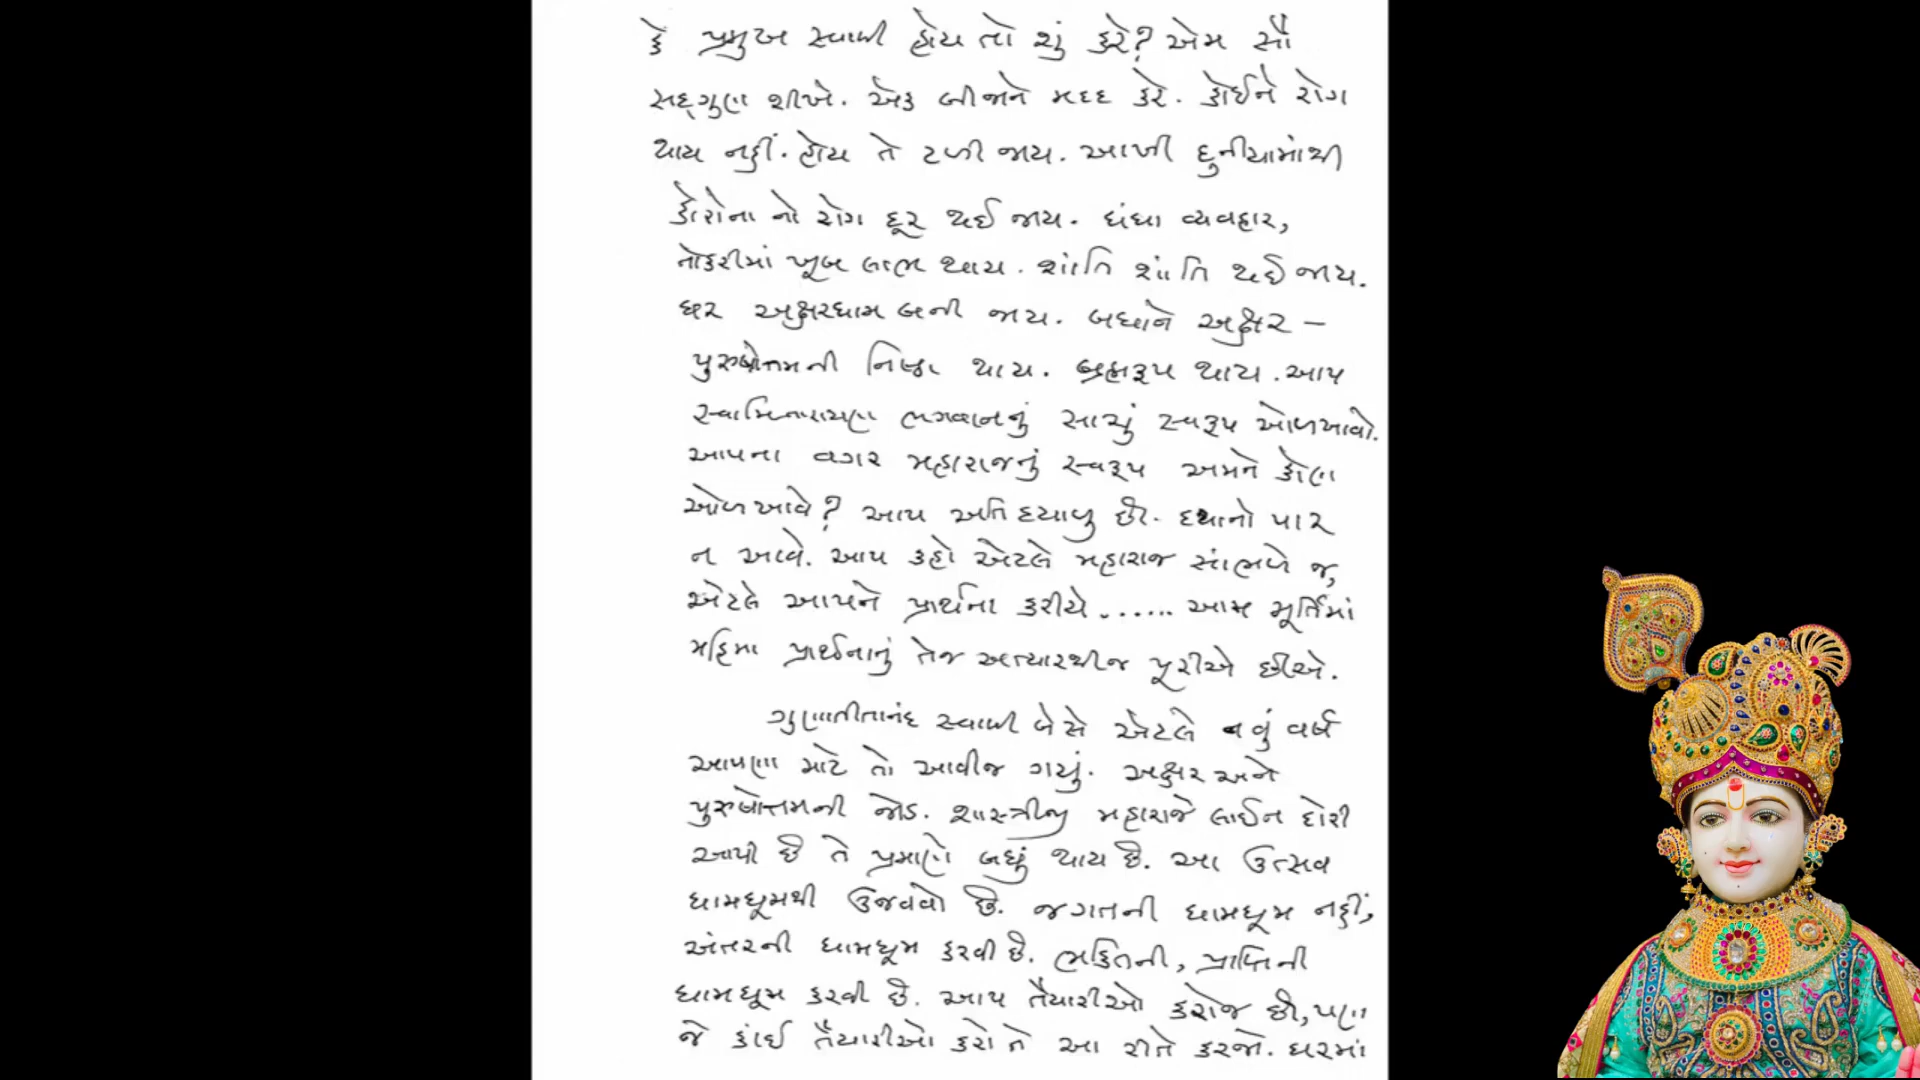 કે પ્રમુખ સ્વામી હોય તો શું કરે? એમ સૌ
સદ્ગુણ શીખે. એક બીજાને મદદ કરે. કોઈને રોગ
થાય નહીં. હોય તે ટળી જાય. આખી દુનીયામાંથી
કોરોના નો રોગ દૂર થઈ જાય. ધંધા વ્યવહાર,
નોકરીમાં ખૂબ લાભ થાય. શાંતિ શાંતિ થઈ જાય.
ઘર અક્ષરધામ બની જાય. બધાને અક્ષર –
પુરુષોત્તમની નિષ્ઠા થાય. બ્રહ્મરૂપ થાય. આપ
સ્વામિનારાયણ ભગવાનનું સાચું સ્વરૂપ ઓળખાવો.
આપના વગર મહારાજનું સ્વરૂપ અમને કોણ
ઓળખાવે? આપ અતિ દયાળુ છો. દયાનો પાર
ન આવે. આપ કહો એટલે મહારાજ સાંભળે જ,
એટલે આપને પ્રાર્થના કરીયે ...... આમ મૂર્તિમાં
મહિમા પ્રાર્થનાનું તેજ અત્યારથીજ પૂરીએ છીએ.
ગુણાતીતાનંદ સ્વામી બેસે એટલે નવું વર્ષ
આપણા માટે તો આવીજ ગયું. અક્ષર અને
પુરુષોત્તમની જોડ. શાસ્ત્રીજી મહારાજે લાઈન દોરી
આપી છે તે પ્રમાણે બધું થાય છે. આ ઉત્સવ
ધામધૂમથી ઉજવવો છે. જગતની ધામધૂમ નહીં,
અંતરની ધામધૂમ કરવી છે. ભક્તિની, પ્રાપ્તિની
ધામધૂમ કરવી છે. આપ તૈયારીઓ કરોજ છો, પણ
જે કાંઈ તૈયારીઓ કરો તે આ રીતે કરજો. ઘરમાં